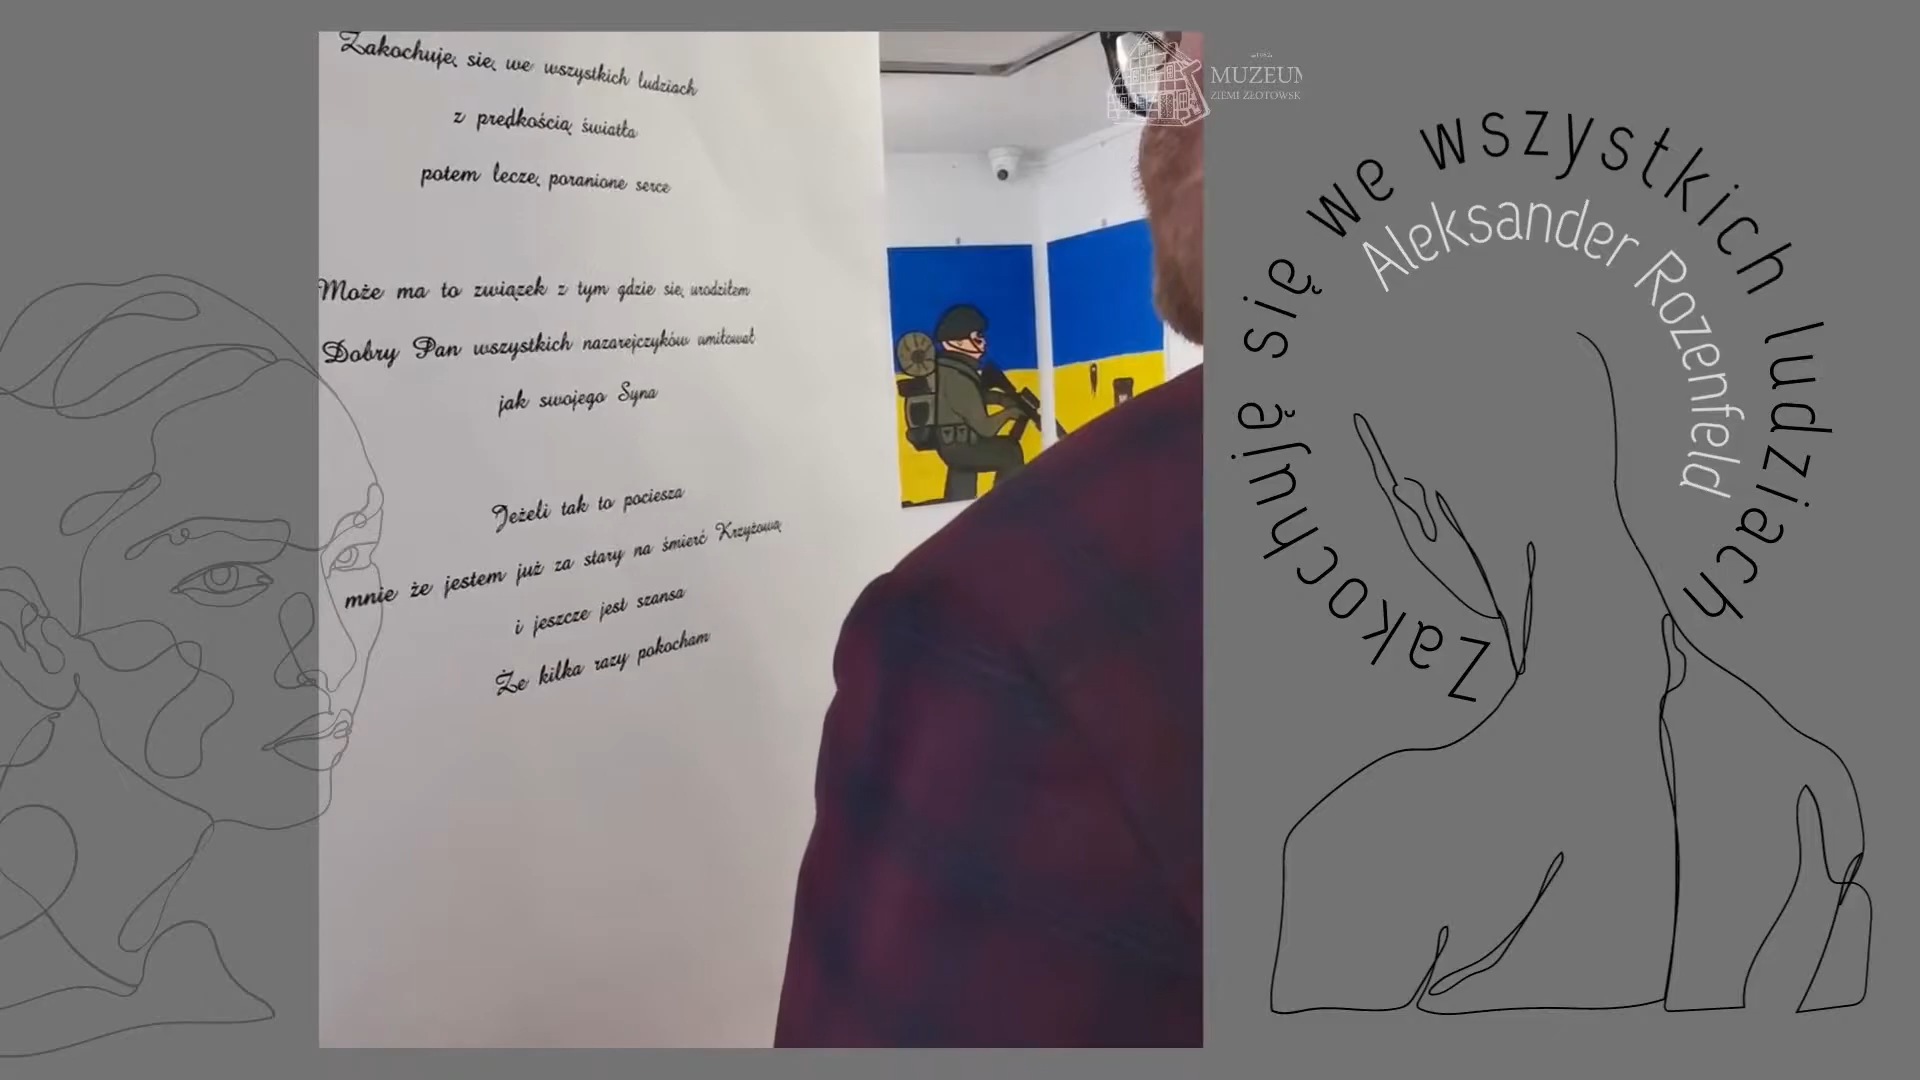 Zakochuję się we wszystkich ludziach
z prędkością światła
potem leczę poranione serce
Może ma to związek z tym gdzie się urodziłem
Dobry Pan wszystkich nazarejczyków umiłował
jak swojego Syna
Jeżeli tak to pociesza
mnie że jestem już za stary na śmierć Krzyżową
i jeszcze jest szansa
Że kilka razy pokocham
MUZEUM
ZIEMI ZŁOTOWSK
Zakochuję się we wszystkich ludziach
Aleksander Rozenfeld